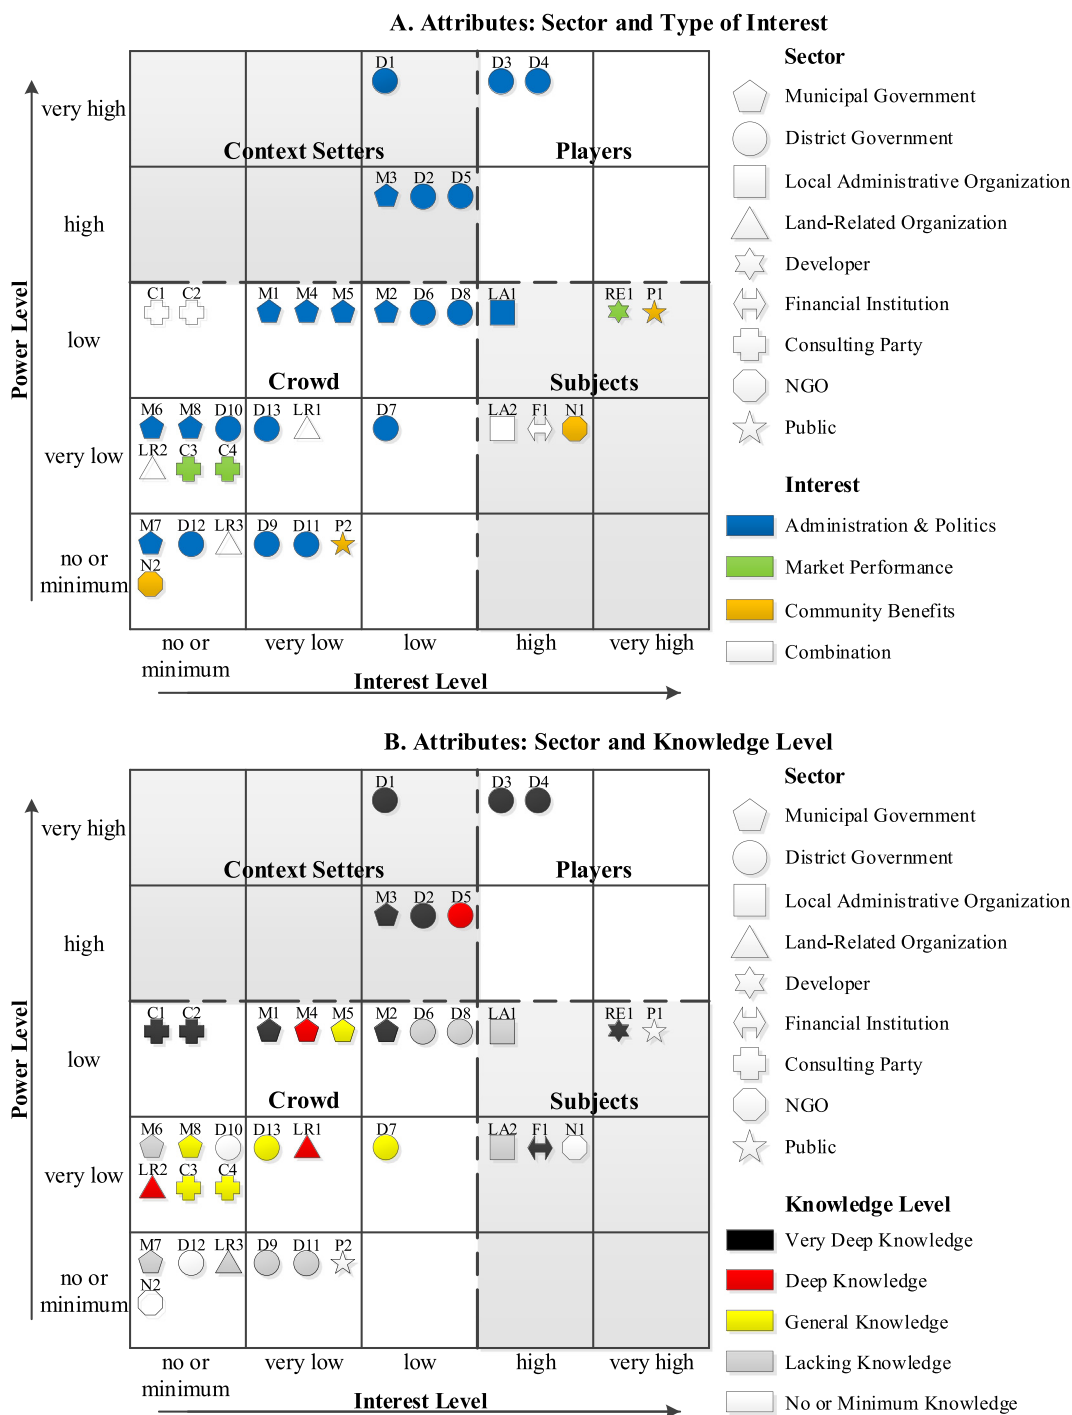 A. Attributes: Sector and Type of Interest
D1 D3 D4
very high
Context Setters Players
M3 D2 D5
high
C1 C2 M1 M4 M5 M2 D6 D8 LA1 RE1 P1
low
Crowd Subjects
M6 M8 D10 D13 LR1 D7 LA2 F1 N1
LR2 C3 C4
very low
M7 D12 LR3 D9 D11 P2
no or
minimum
N2
Power Level
no or
minimum
very low
low
high
very high
Interest Level
Sector
Municipal Government
District Government
Local Administrative Organization
Land-Related Organization
Developer
Financial Institution
Consulting Party
NGO
Public
Interest
Administration & Politics
Market Performance
Community Benefits
Combination
B. Attributes: Sector and Knowledge Level
D1 D3 D4
very high
Context Setters Players
M3 D2 D5
high
C1 C2 M1 M4 M5 M2 D6 D8 LA1 RE1 P1
low
Crowd Subjects
M6 M8 D10 D13 LR1 D7 LA2 F1 N1
LR2 C3 C4
very low
M7 D12 LR3 D9 D11 P2
no or
minimum
N2
Power Level
no or
minimum
very low
low
high
very high
Interest Level
Sector
Municipal Government
District Government
Local Administrative Organization
Land-Related Organization
Developer
Financial Institution
Consulting Party
NGO
Public
Knowledge Level
Very Deep Knowledge
Deep Knowledge
General Knowledge
Lacking Knowledge
No or Minimum Knowledge